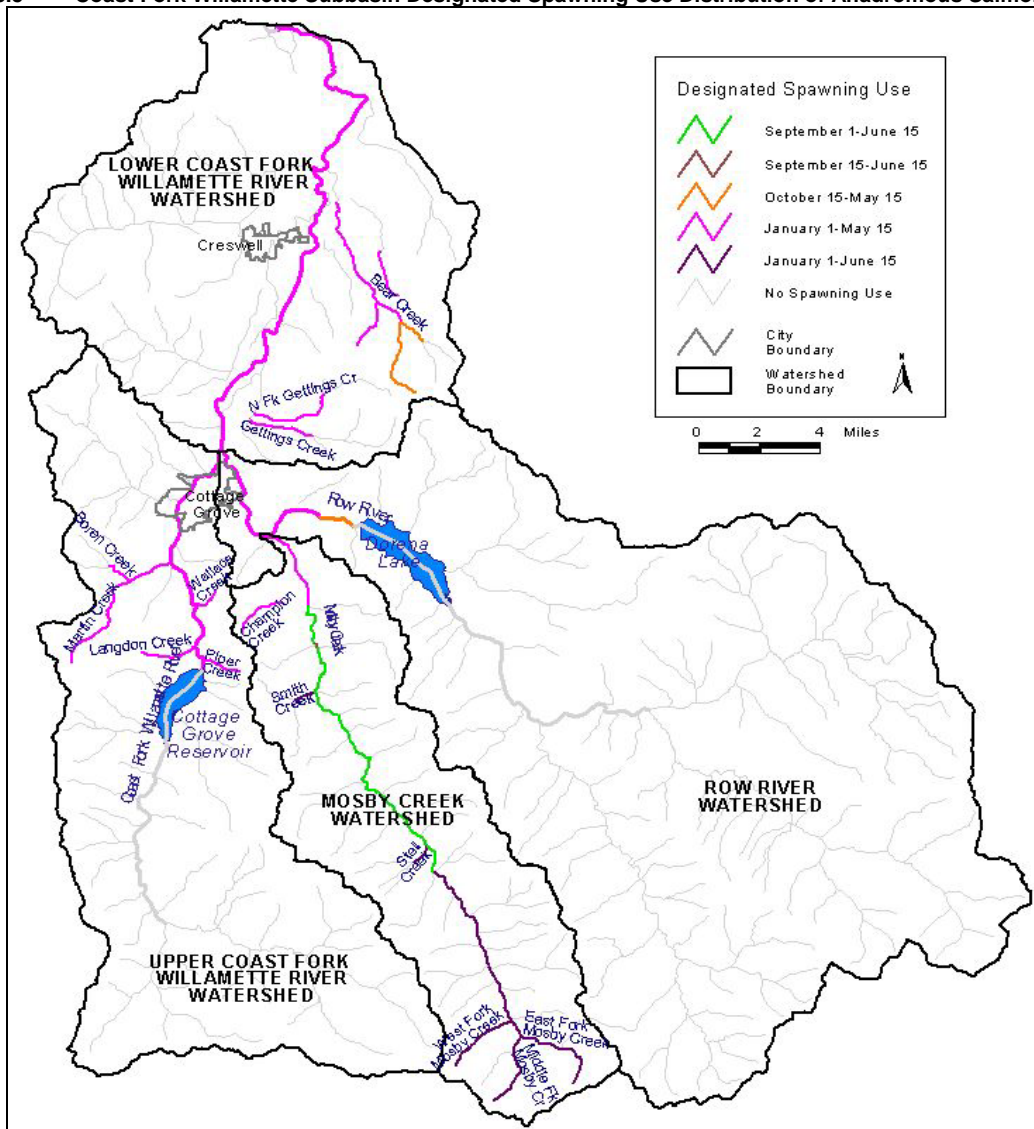 Coast Fork Willamette Subbasin Designated Spawning Use Distribution of Anadromous
Designated Spawning Use
September 1-June 15
September 15-June 15
October 15-May 15
January 1-May 15
January 1-June 15
No Spawning Use
City
Boundary
Watershed
Boundary
N
0 2 4 Miles
LOWER COAST FORK
WILLAMETTE RIVER
WATERSHED
Creswell
Bear Creek
N Fk Gettings Cr
Gettings Creek
Cottage
Grove
Row River
Dorena
Lake
Boren Creek
Martin Creek
Wallace
Creek
Langdon Creek
Piper
Creek
Champion
Creek
Smith
Creek
Coast Fork Willamette River
Cottage
Grove
Reservoir
MOSBY CREEK
WATERSHED
Stell
Creek
ROW RIVER
WATERSHED
UPPER COAST FORK
WILLAMETTE RIVER
WATERSHED
West Fork
Mosby Creek
East Fork
Mosby Creek
Middle Fk
Mosby Cr